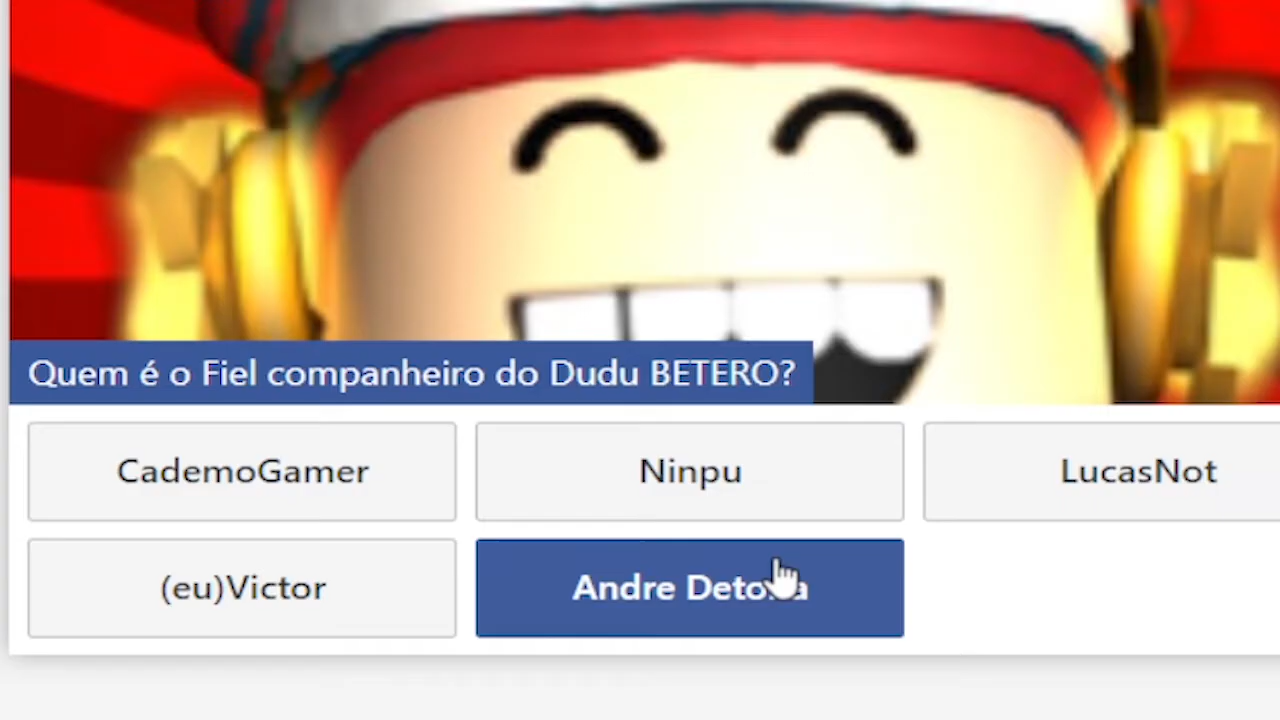 Quem é o Fiel companheiro do Dudu BETERO?
CademoGamer
Ninpu
LucasNot
(eu)Victor
Andre